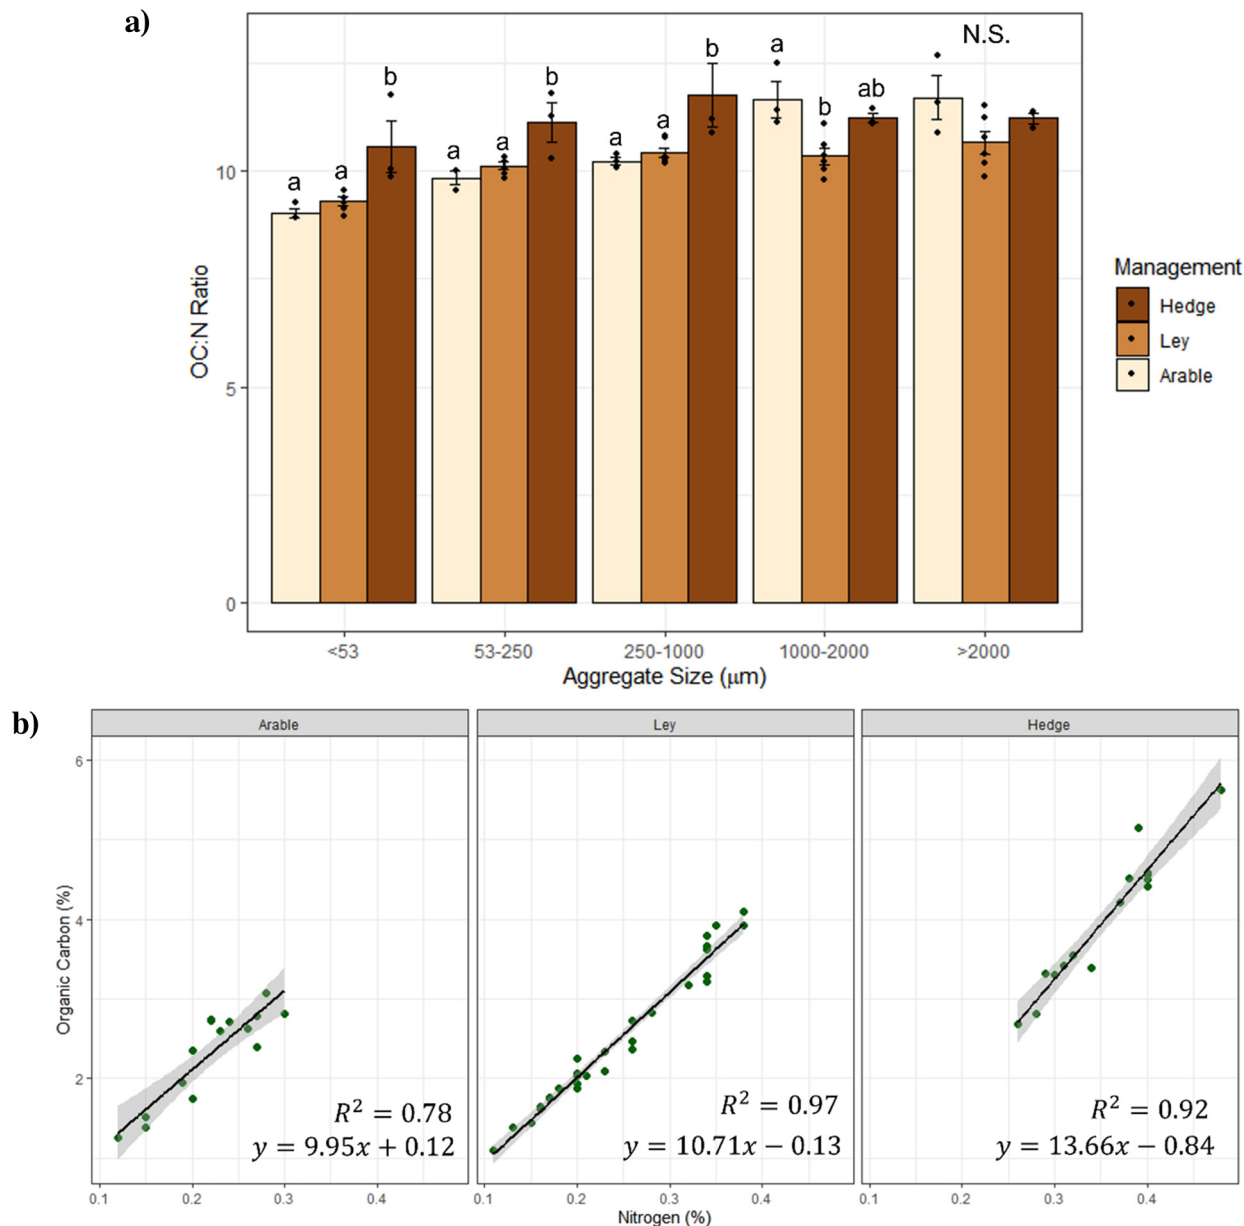 a)
N.S.
a a b
a a b
a a b
a b ab
10
5
0
OC:N Ratio
<53 53-250 250-1000 1000-2000 >2000
Aggregate Size (μm)
Management
Hedge
Ley
Arable
b)
Arable Ley Hedge
6
4
2
Organic Carbon (%)
R² = 0.78
y = 9.95x + 0.12
R² = 0.97
y = 10.71x − 0.13
R² = 0.92
y = 13.66x − 0.84
0.1 0.2 0.3 0.4 0.1 0.2 0.3 0.4 0.1 0.2 0.3 0.4
Nitrogen (%)